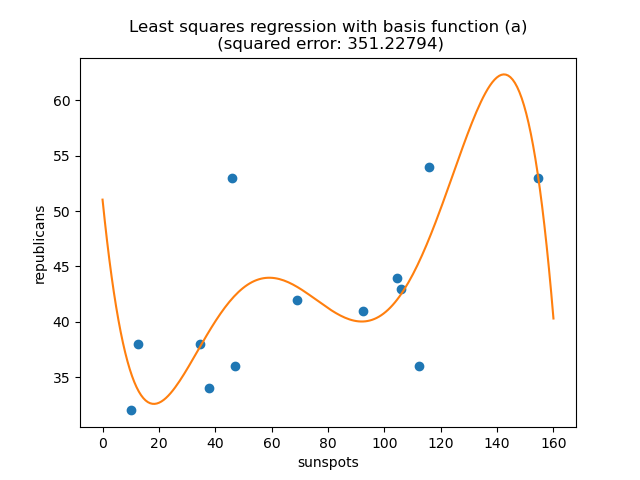 Least squares regression with basis function (a)
(squared error: 351.22794)
60
55
50
45
40
35
republicans
0 20 40 60 80 100 120 140 160
sunspots